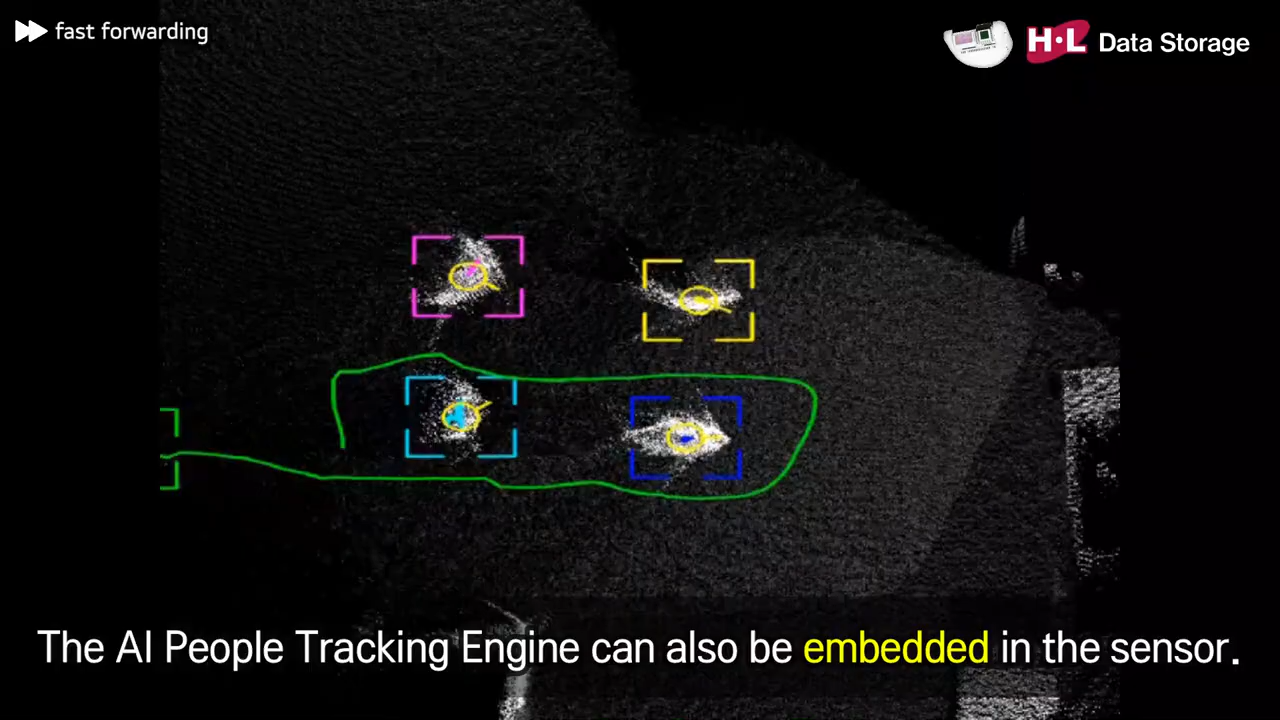 fast forwarding
H·L Data Storage
The AI People Tracking Engine can also be embedded in the sensor.